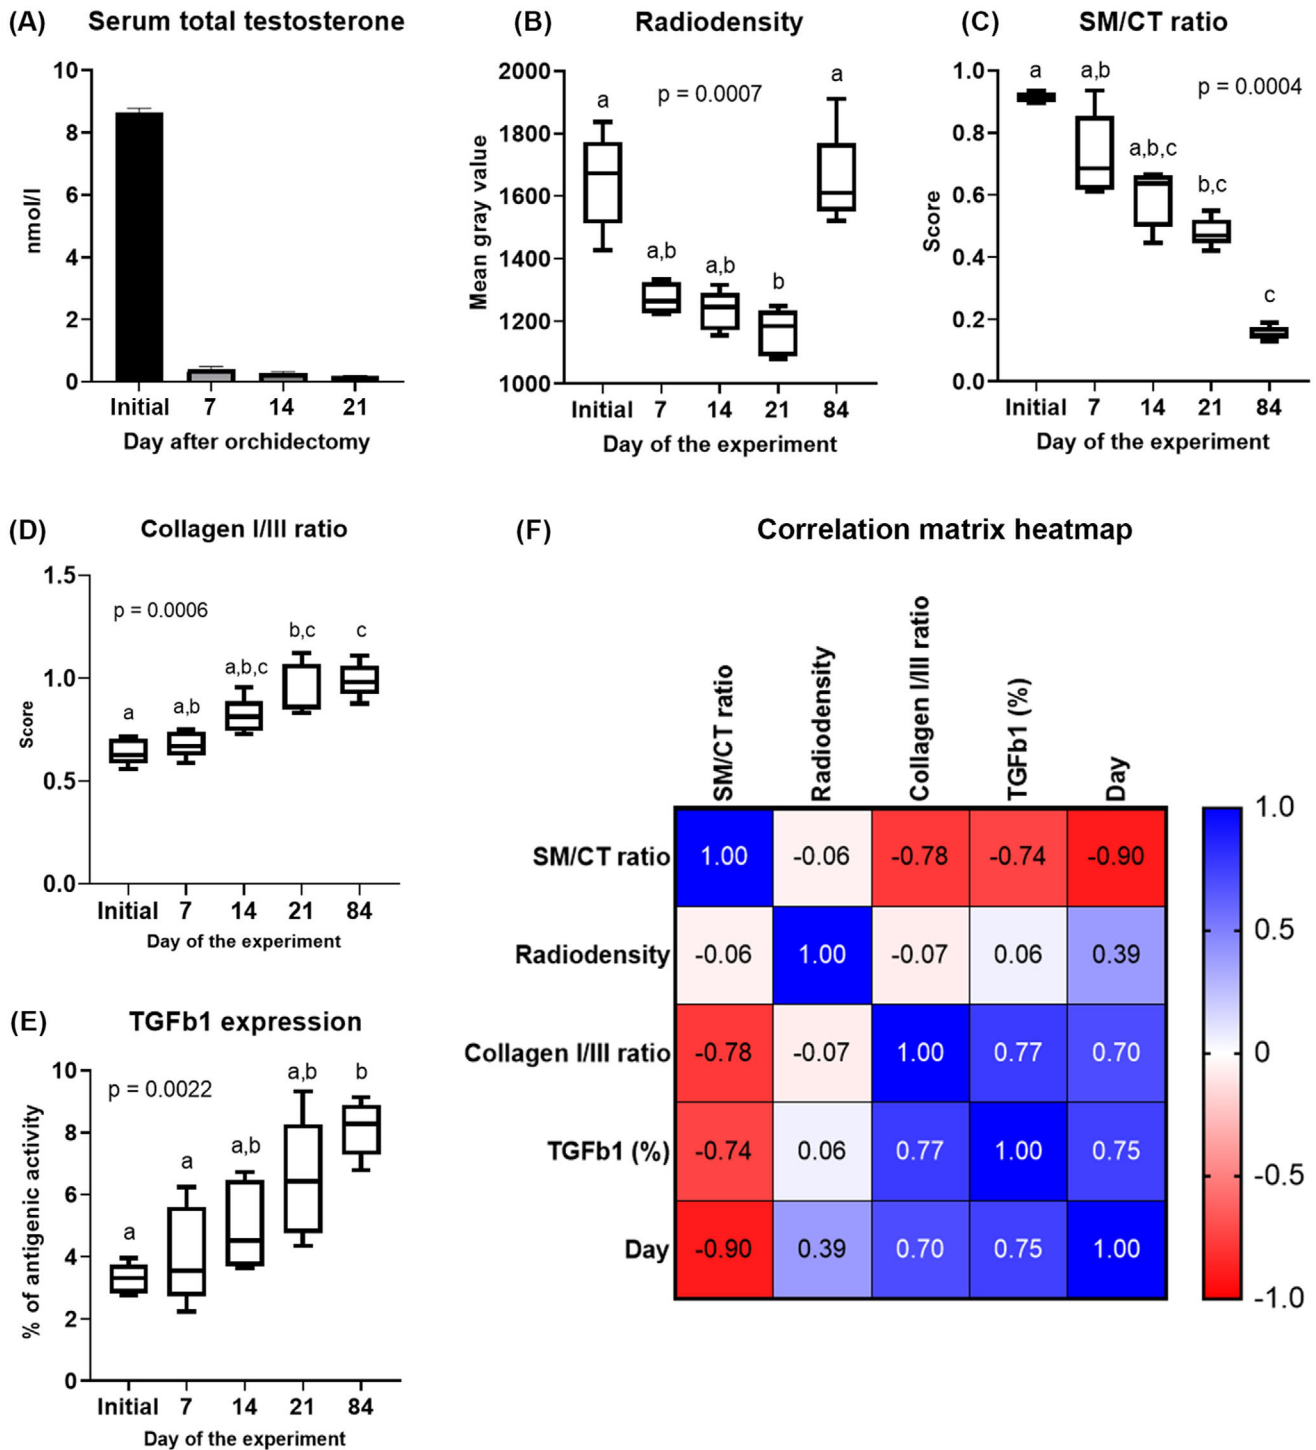 (A) Serum total testosterone
10
8
6
4
2
0
nmol/l
Initial 7 14 21
Day after orchidectomy
(B) Radiodensity
2000
1800
1600
1400
1200
1000
Mean gray value
p = 0.0007
a
a,b
a,b
b
a
Initial 7 14 21 84
Day of the experiment
(C) SM/CT ratio
1.0
0.8
0.6
0.4
0.2
0.0
Score
p = 0.0004
a
a,b
a,b,c
b,c
c
Initial 7 14 21 84
Day of the experiment
(D) Collagen I/III ratio
1.5
1.0
0.5
0.0
Score
p = 0.0006
a
a,b
a,b,c
b,c
c
Initial 7 14 21 84
Day of the experiment
(E) TGFb1 expression
10
8
6
4
2
0
% of antigenic activity
p = 0.0022
a
a
a,b
a,b
b
Initial 7 14 21 84
Day of the experiment
(F) Correlation matrix heatmap
SM/CT ratio
Radiodensity
Collagen I/III ratio
TGFb1 (%)
Day
SM/CT ratio 1.00 -0.06 -0.78 -0.74 -0.90
Radiodensity -0.06 1.00 -0.07 0.06 0.39
Collagen I/III ratio -0.78 -0.07 1.00 0.77 0.70
TGFb1 (%) -0.74 0.06 0.77 1.00 0.75
Day -0.90 0.39 0.70 0.75 1.00
1.0
0.5
0
-0.5
-1.0